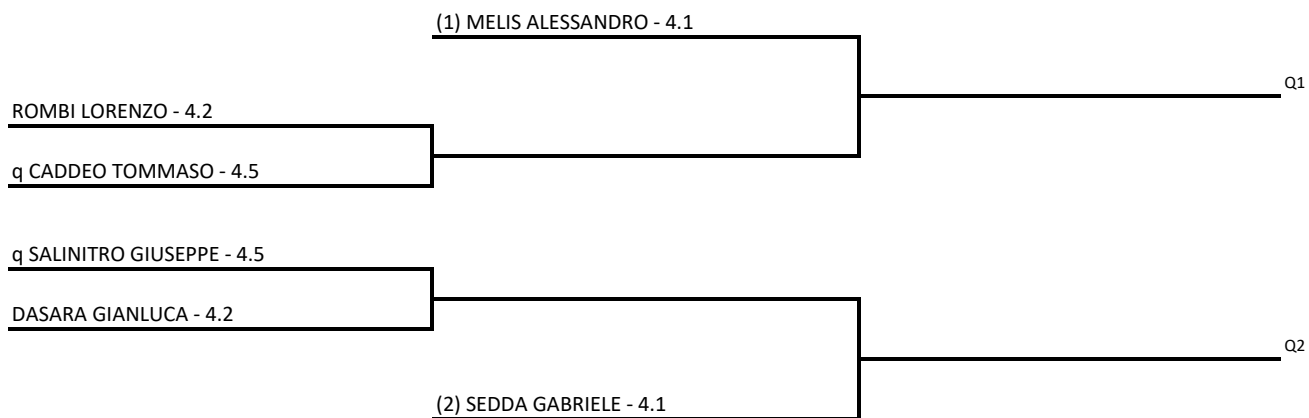 (1) MELIS ALESSANDRO - 4.1
Q1
ROMBI LORENZO - 4.2
q CADDEO TOMMASO - 4.5
q SALINITRO GIUSEPPE - 4.5
DASARA GIANLUCA - 4.2
Q2
(2) SEDDA GABRIELE - 4.1